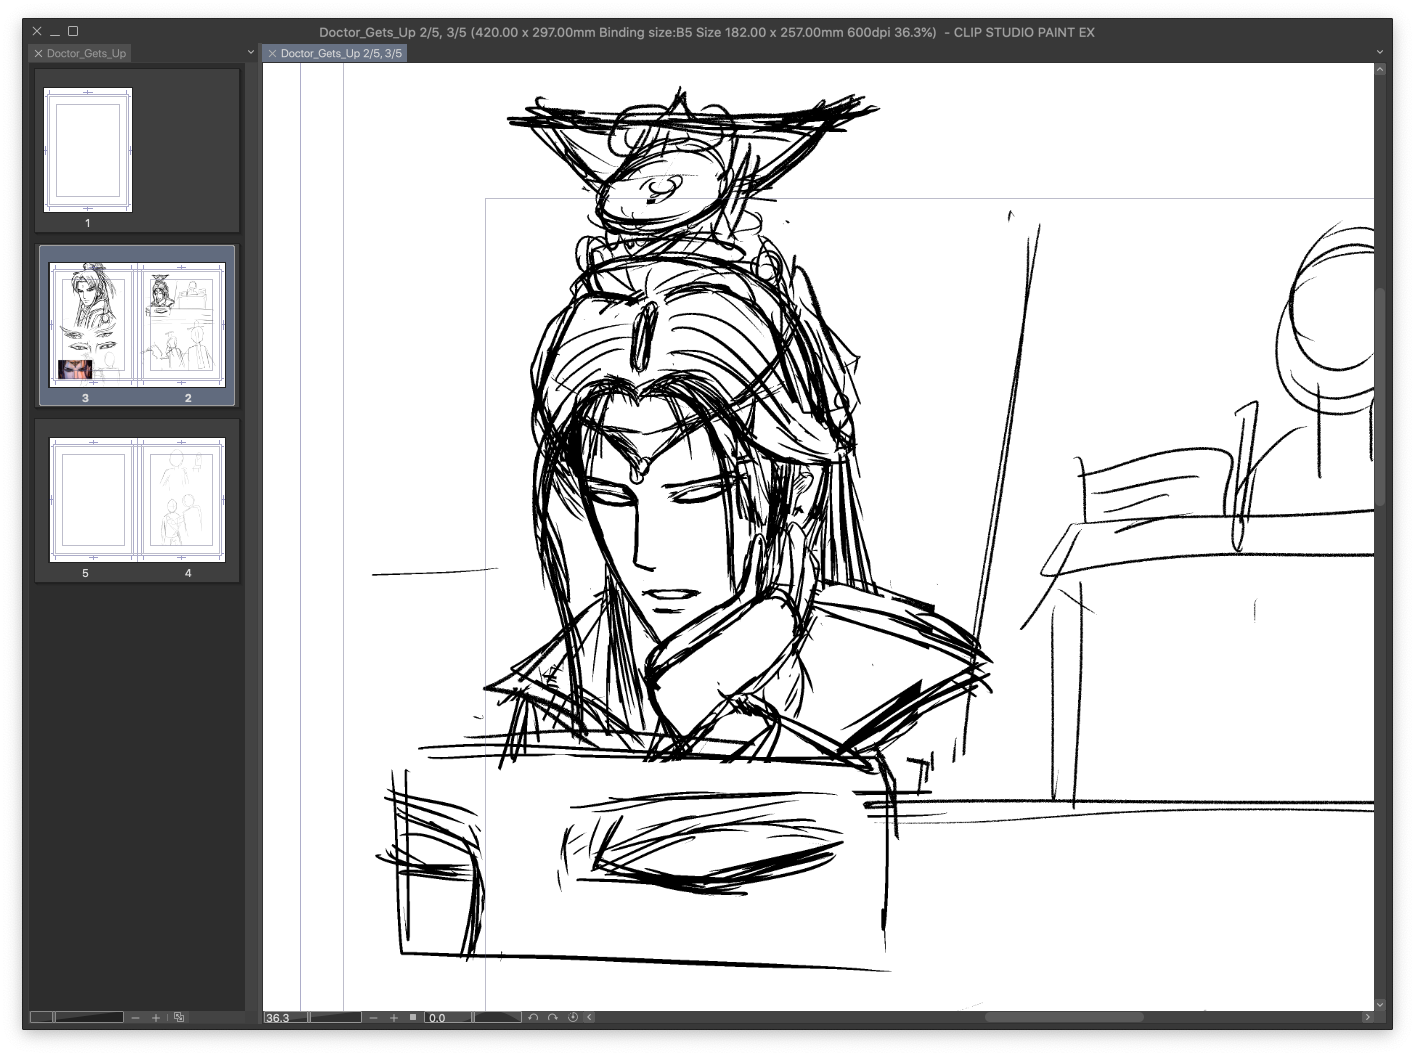 Doctor_Gets_Up 2/5, 3/5 (420.00 x 297.00mm Binding size:B5 Size 182.00 x 257.00mm 600dpi 36.3%) - CLIP STUDIO PAINT EX
Doctor_Gets_Up
Doctor_Gets_Up 2/5, 3/5
1
3 2
5 4
36.3 0.0